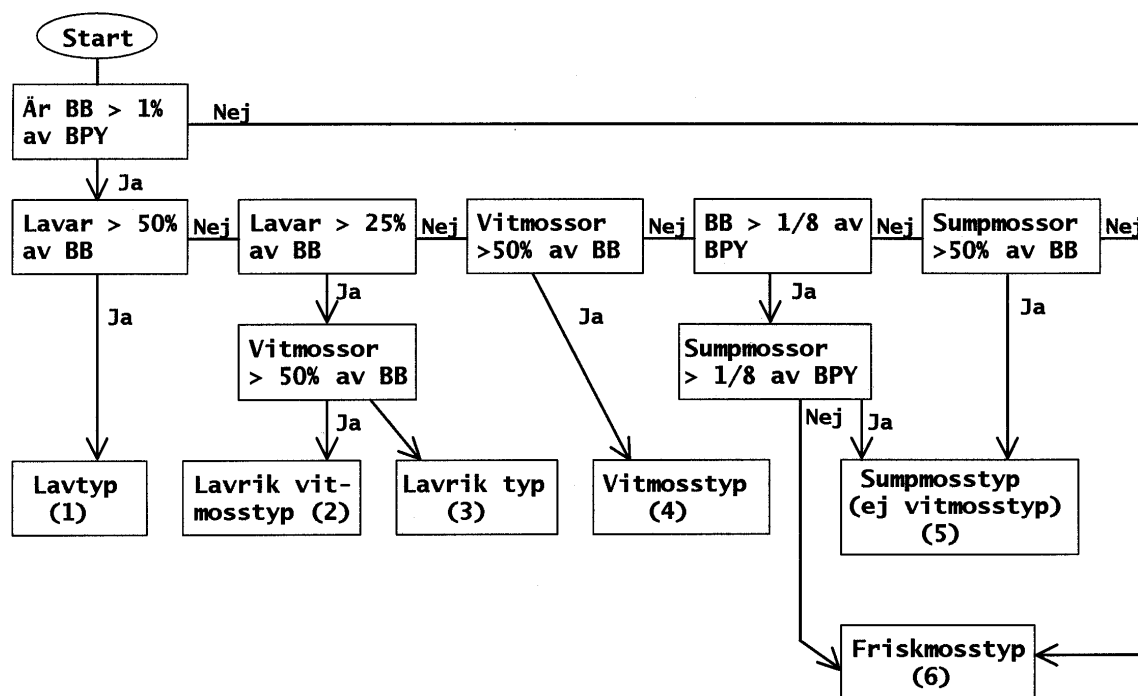 Start
Är BB > 1%
av BPY
Nej
Ja
Lavar > 50%
av BB
Nej
Lavar > 25%
av BB
Nej
Vitmossor
>50% av BB
Nej
BB > 1/8 av
BPY
Nej
Sumpmossor
>50% av BB
Nej
Ja
Ja
Ja
Ja
Ja
Vitmossor
> 50% av BB
Sumpmossor
> 1/8 av BPY
Ja
Nej
Ja
Lavtyp
(1)
Lavrik vit-
mosstyp (2)
Lavrik typ
(3)
Vitmosstyp
(4)
Sumpmosstyp
(ej vitmosstyp)
(5)
Friskmosstyp
(6)